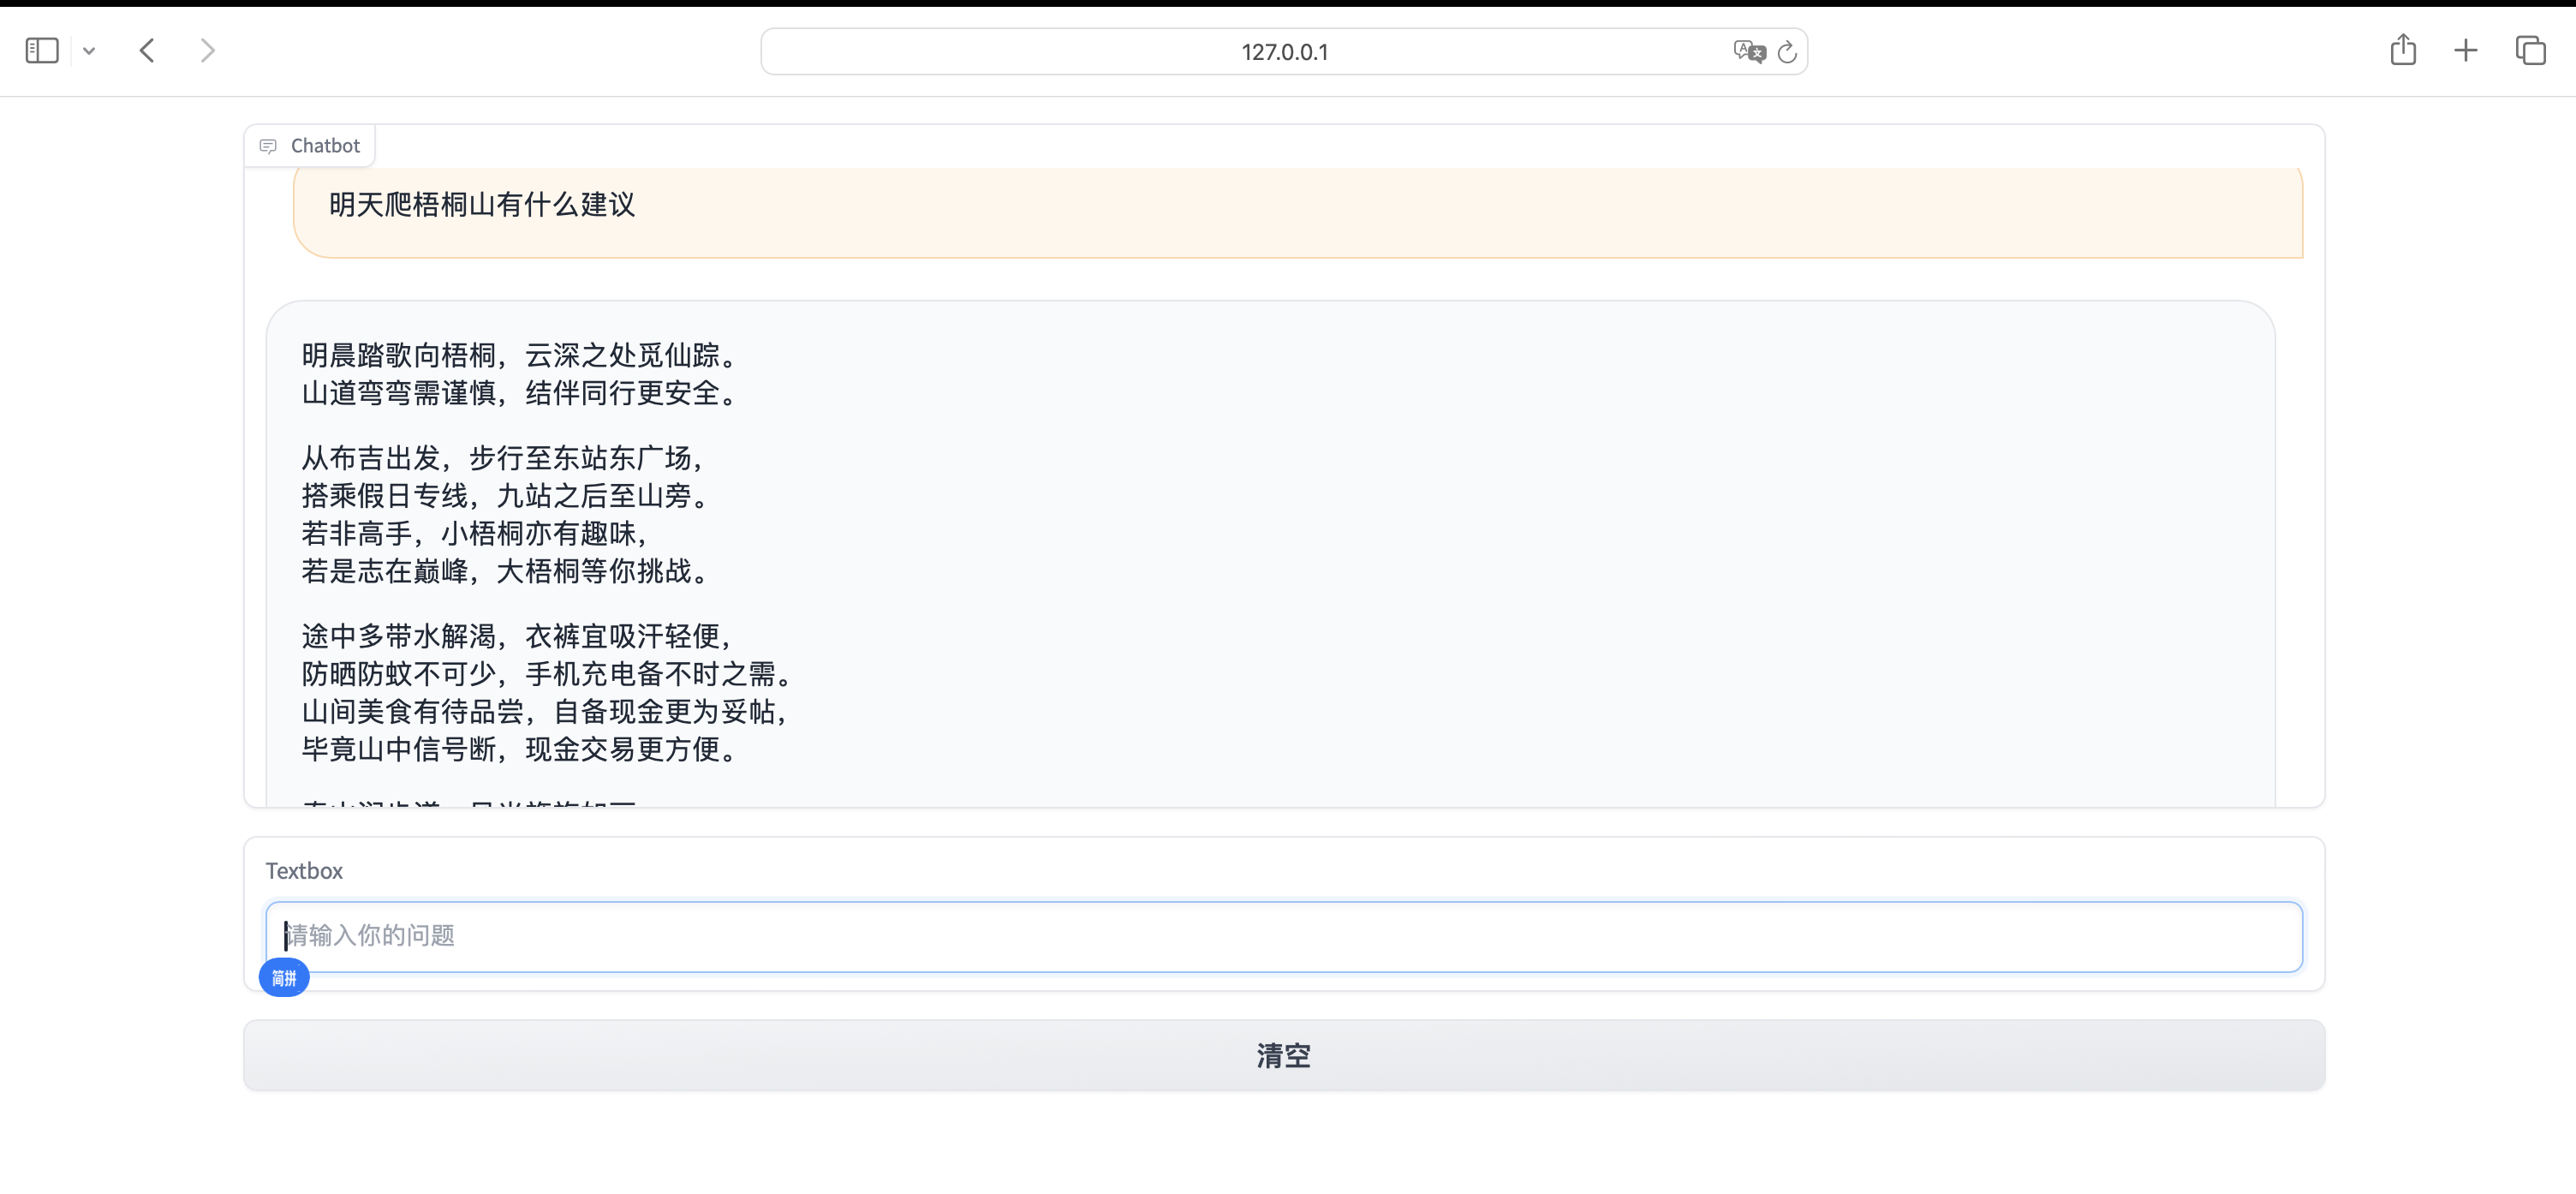 127.0.0.1
Chatbot
明天爬梧桐山有什么建议
明晨踏歌向梧桐，云深之处觅仙踪。
山道弯弯需谨慎，结伴同行更安全。
从布吉出发，步行至东站东广场，
搭乘假日专线，九站之后至山旁。
若非高手，小梧桐亦有趣味，
若是志在巅峰，大梧桐等你挑战。
途中多带水解渴，衣裤宜吸汗轻便，
防晒防蚊不可少，手机充电备不时之需。
山间美食有待品尝，自备现金更为妥帖，
毕竟山中信号断，现金交易更方便。
Textbox
请输入你的问题
简拼
清空